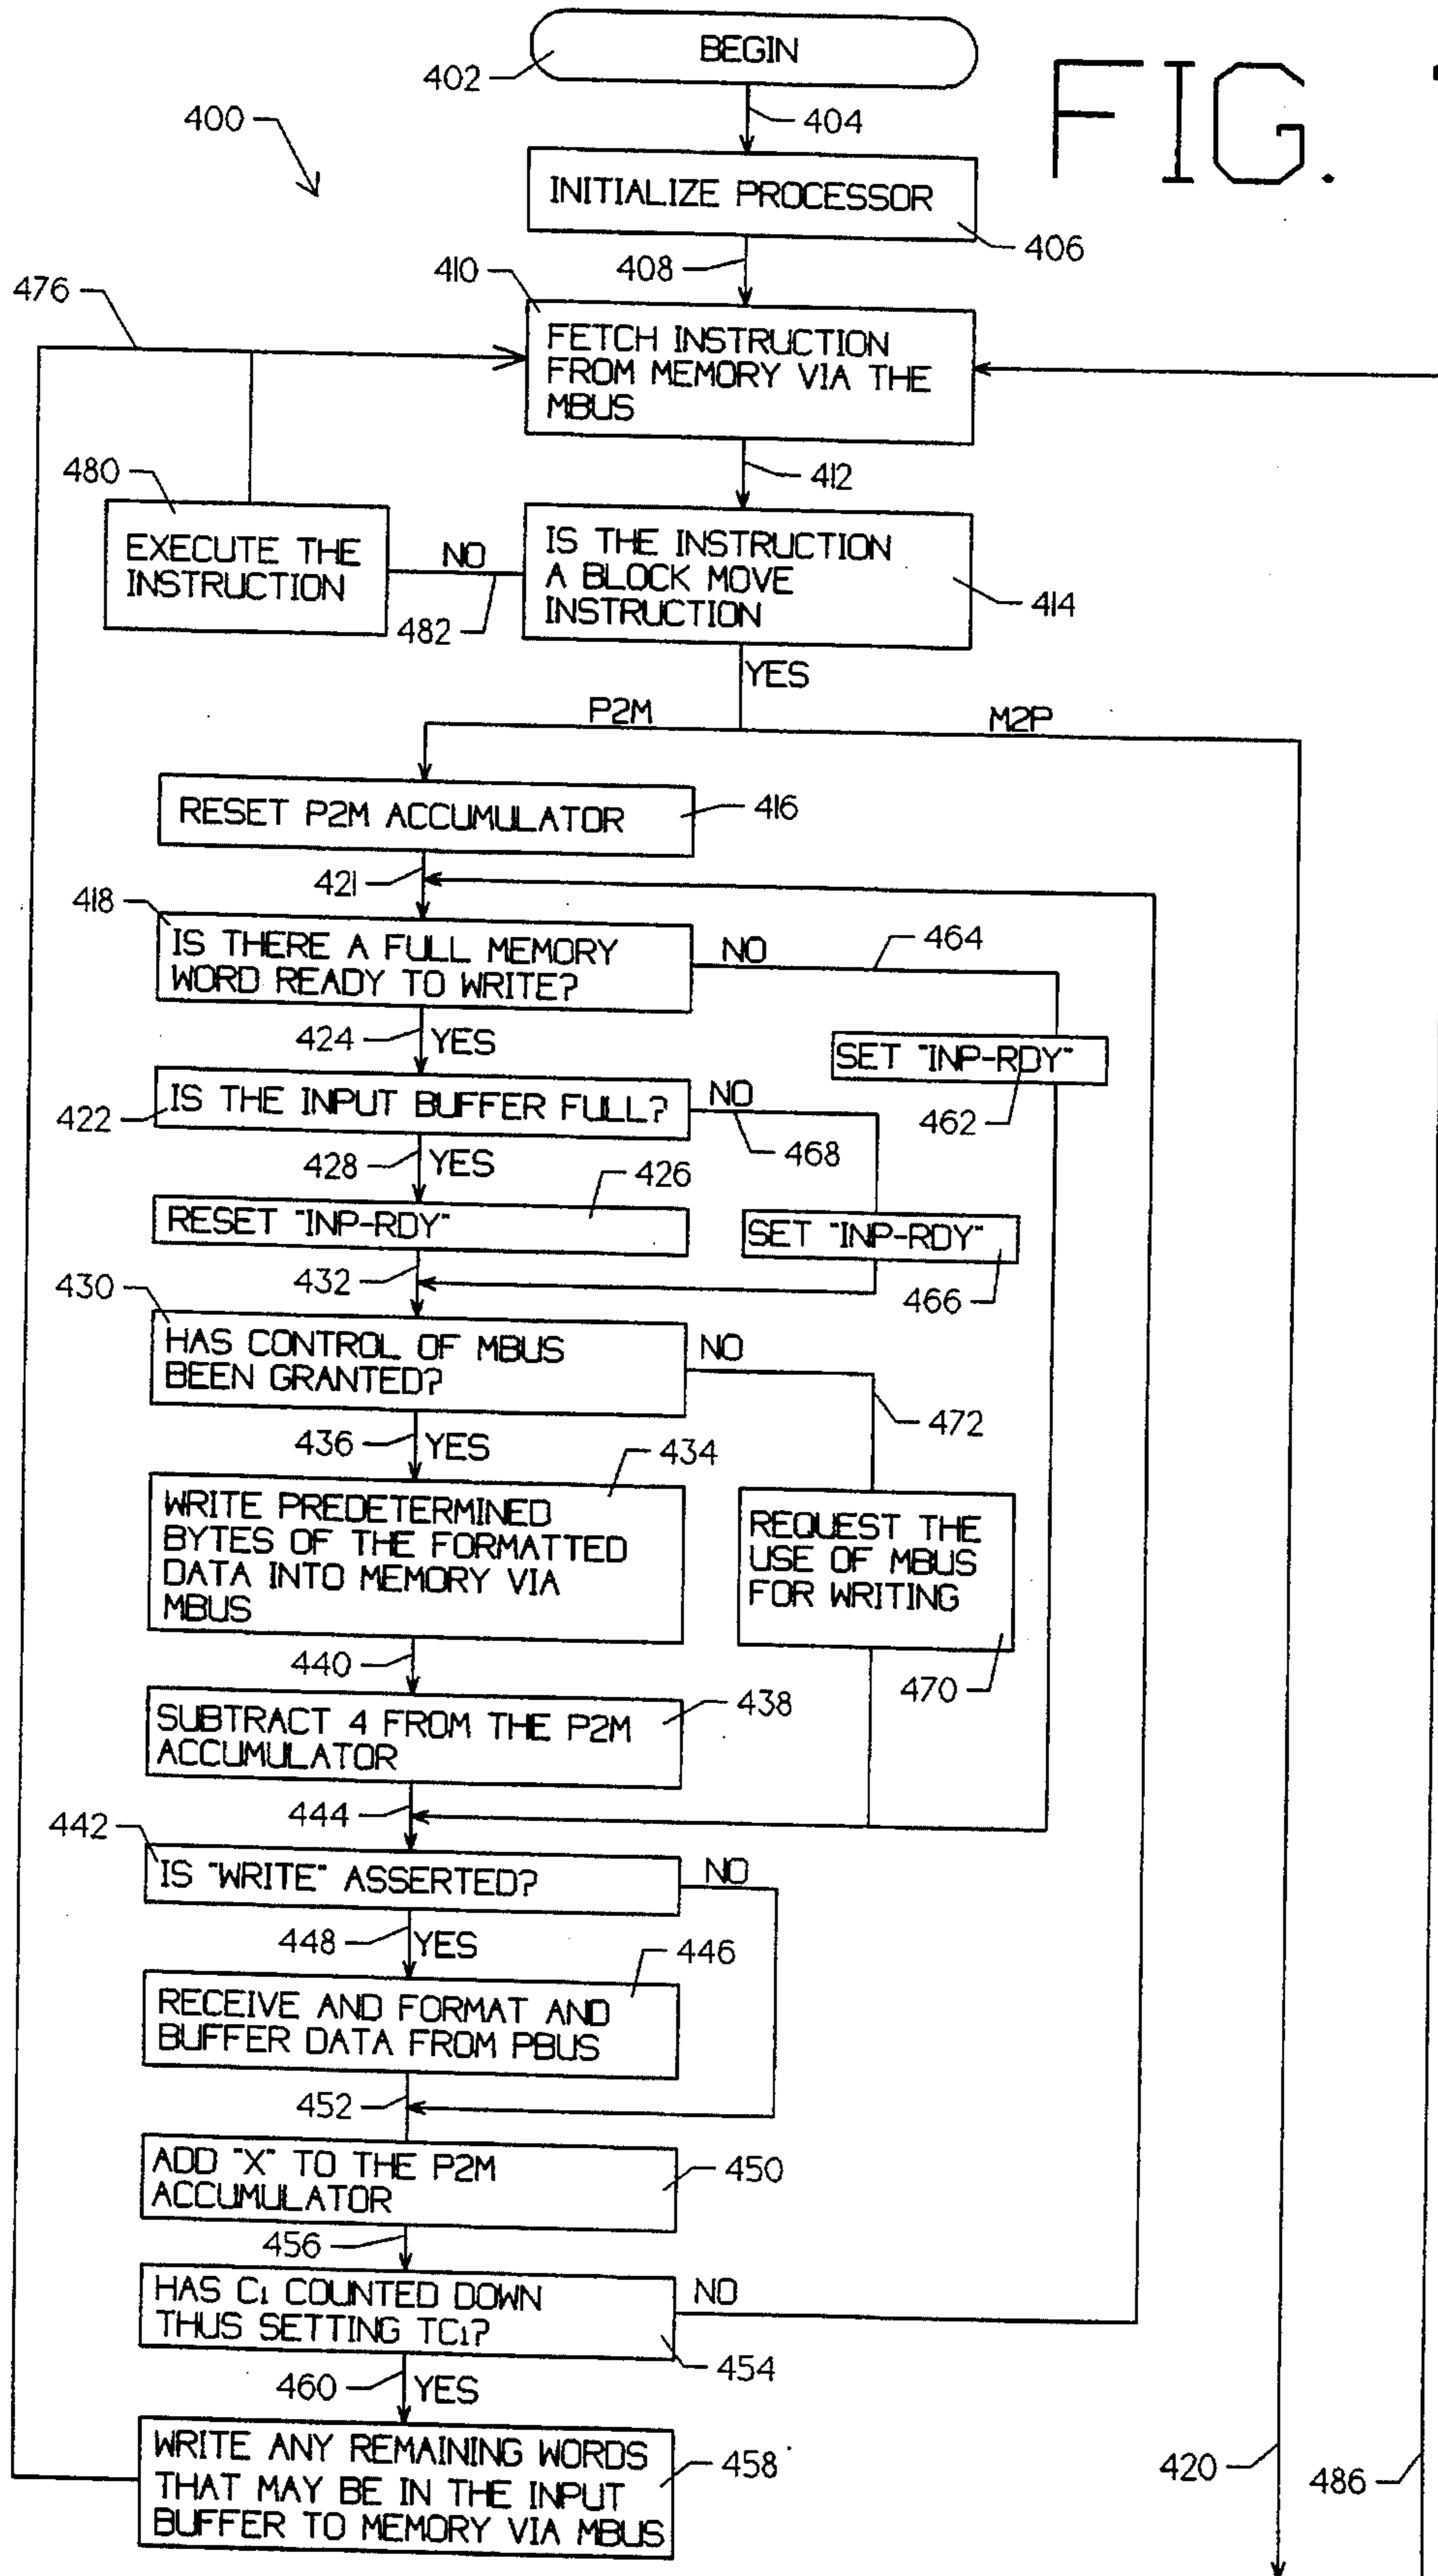 BEGIN
402
FIG.
404
400
INITIALIZE PROCESSOR
406
408
410
476
FETCH INSTRUCTION
FROM MEMORY VIA THE
MBUS
412
480
EXECUTE THE
INSTRUCTION
NO
482
IS THE INSTRUCTION
A BLOCK MOVE
INSTRUCTION
414
YES
P2M
M2P
RESET P2M ACCUMULATOR
416
421
418
IS THERE A FULL MEMORY
WORD READY TO WRITE?
NO
464
424
YES
SET "INP-RDY"
462
422
IS THE INPUT BUFFER FULL?
NO
468
428
YES
426
RESET "INP-RDY"
SET "INP-RDY"
466
432
430
HAS CONTROL OF MBUS
BEEN GRANTED?
NO
472
436
YES
434
WRITE PREDETERMINED
BYTES OF THE FORMATTED
DATA INTO MEMORY VIA
MBUS
REQUEST THE
USE OF MBUS
FOR WRITING
470
440
438
SUBTRACT 4 FROM THE P2M
ACCUMULATOR
444
442
IS "WRITE" ASSERTED?
NO
448
YES
446
RECEIVE AND FORMAT AND
BUFFER DATA FROM PBUS
452
ADD "X" TO THE P2M
ACCUMULATOR
450
456
HAS C1 COUNTED DOWN
THUS SETTING TC1?
NO
454
460
YES
WRITE ANY REMAINING WORDS
THAT MAY BE IN THE INPUT
BUFFER TO MEMORY VIA MBUS
458
420
486